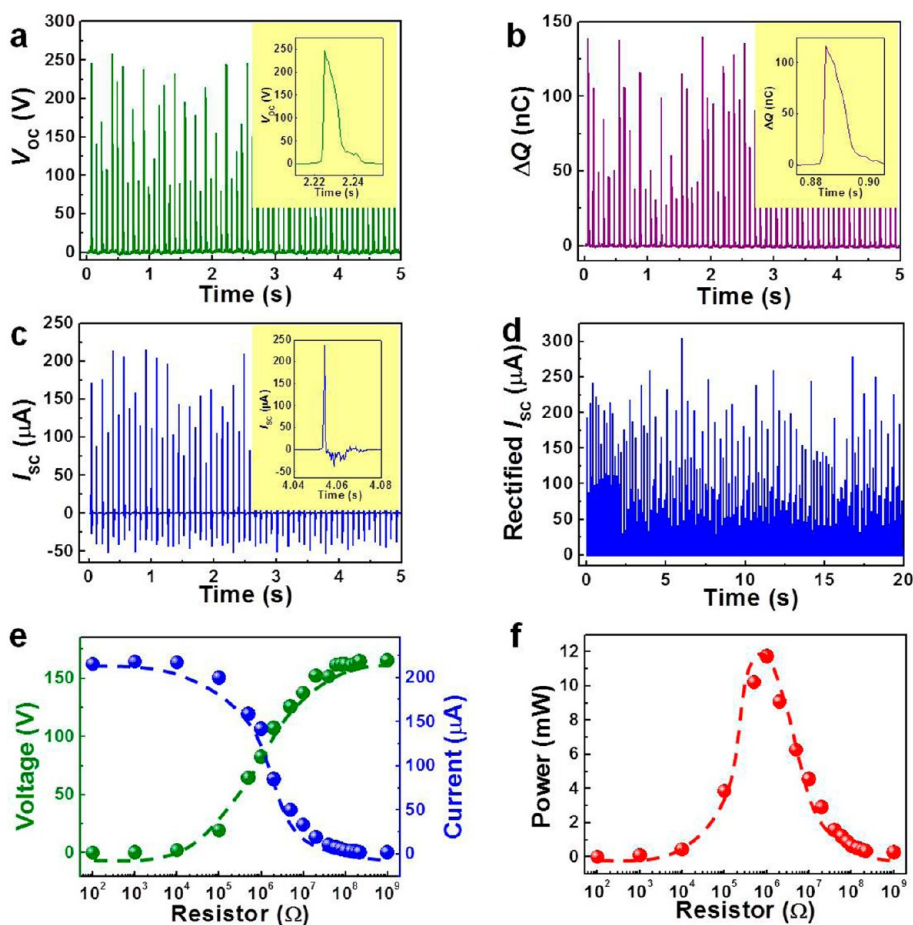 a
300
250
200
150
100
50
0
V_OC (V)
0 1 2 3 4 5
Time (s)
250
200
150
100
50
0
V_OC (V)
2.22 2.24
Time (s)
b
150
100
50
0
ΔQ (nC)
0 1 2 3 4 5
Time (s)
100
50
0
ΔQ (nC)
0.88 0.90
Time (s)
c
250
200
150
100
50
0
-50
I_SC (μA)
0 1 2 3 4 5
Time (s)
250
200
150
100
50
0
-50
I_SC (μA)
4.04 4.06 4.08
Time (s)
d
300
250
200
150
100
50
0
Rectified I_SC (μA)
0 5 10 15 20
Time (s)
e
150
100
50
0
Voltage (V)
200
150
100
50
0
Current (μA)
10² 10³ 10⁴ 10⁵ 10⁶ 10⁷ 10⁸ 10⁹
Resistor (Ω)
f
12
10
8
6
4
2
0
Power (mW)
10² 10³ 10⁴ 10⁵ 10⁶ 10⁷ 10⁸ 10⁹
Resistor (Ω)